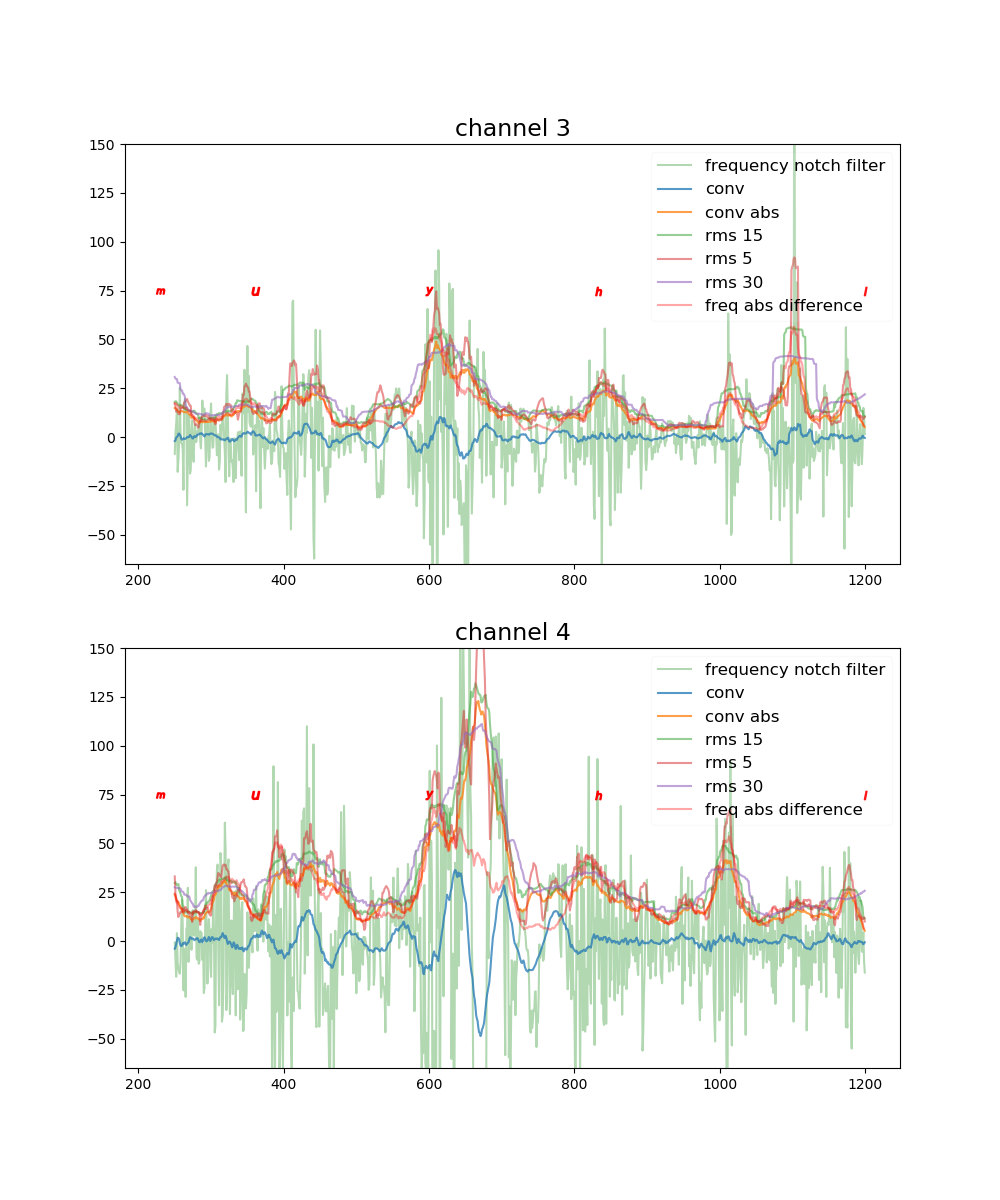 channel 3
150
125
100
75
50
25
0
−25
−50
frequency notch filter
conv
conv abs
rms 15
rms 5
rms 30
freq abs difference
m u y h l
200 400 600 800 1000 1200
channel 4
150
125
100
75
50
25
0
−25
−50
frequency notch filter
conv
conv abs
rms 15
rms 5
rms 30
freq abs difference
m u y h l
200 400 600 800 1000 1200